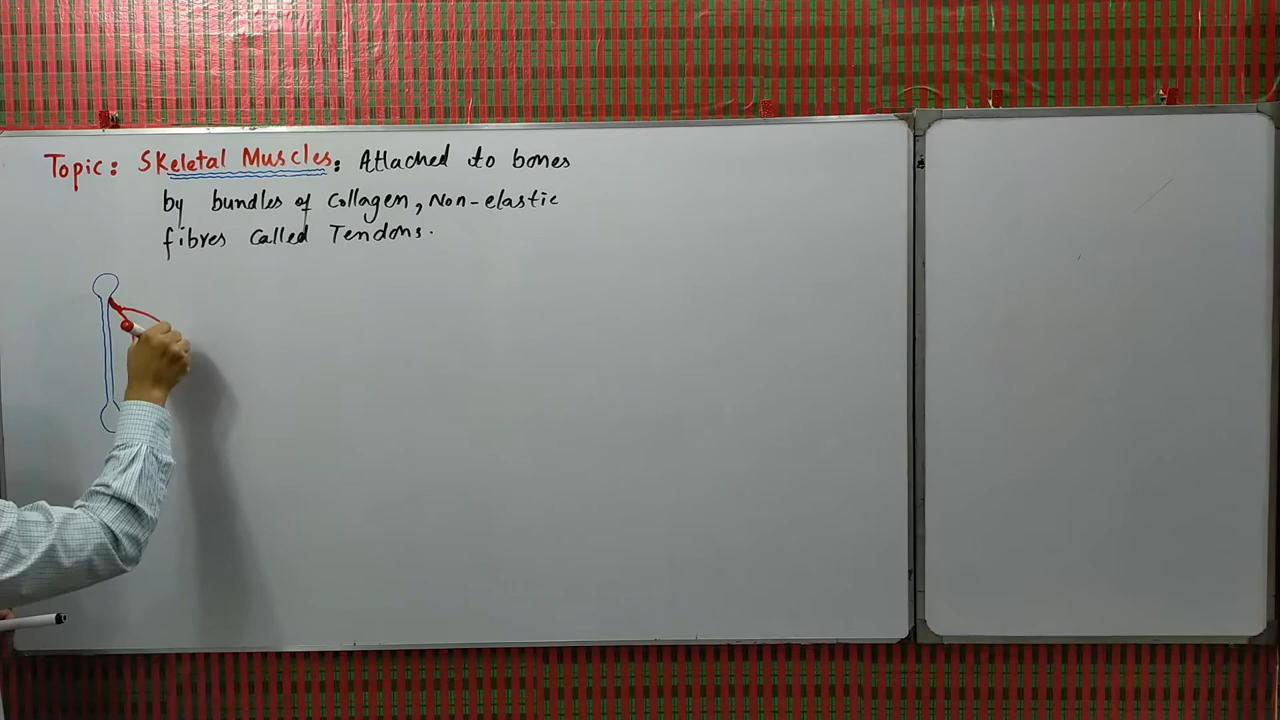 Topic: Skeletal Muscles: Attached to bones
by bundles of Collagen, Non-elastic
fibres Called Tendons.